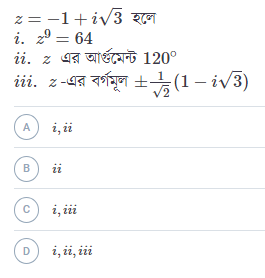 z = −1 + i√3 হলে
i. z⁹ = 64
ii. z এর আর্গুমেন্ট 120°
iii. z -এর বর্গমূল ±1/√2(1 − i√3)
A i, ii
B ii
C i, iii
D i, ii, iii